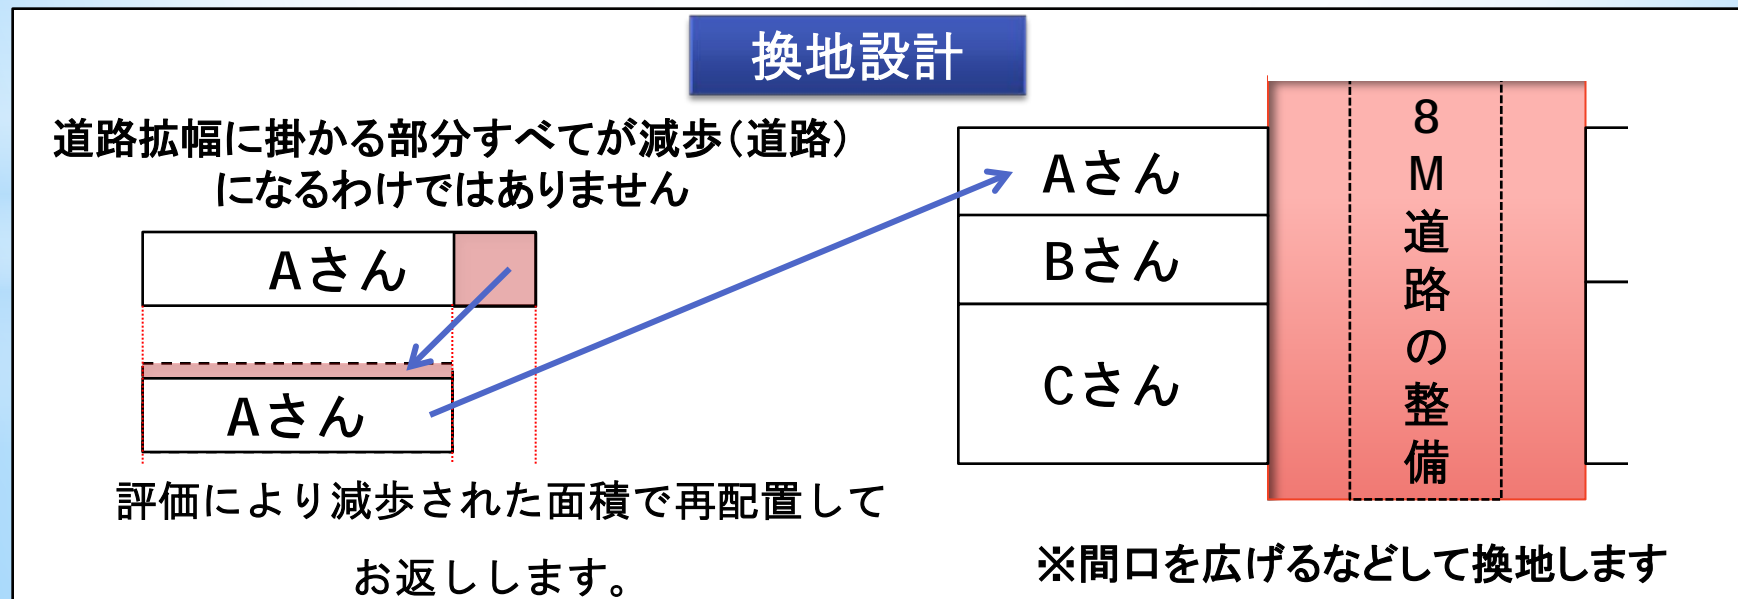 換地設計
道路拡幅に掛かる部分すべてが減歩（道路）
になるわけではありません
Aさん
Aさん
評価により減歩された面積で再配置して
お返しします。
Aさん
Bさん
Cさん
8M道路の整備
※間口を広げるなどして換地します